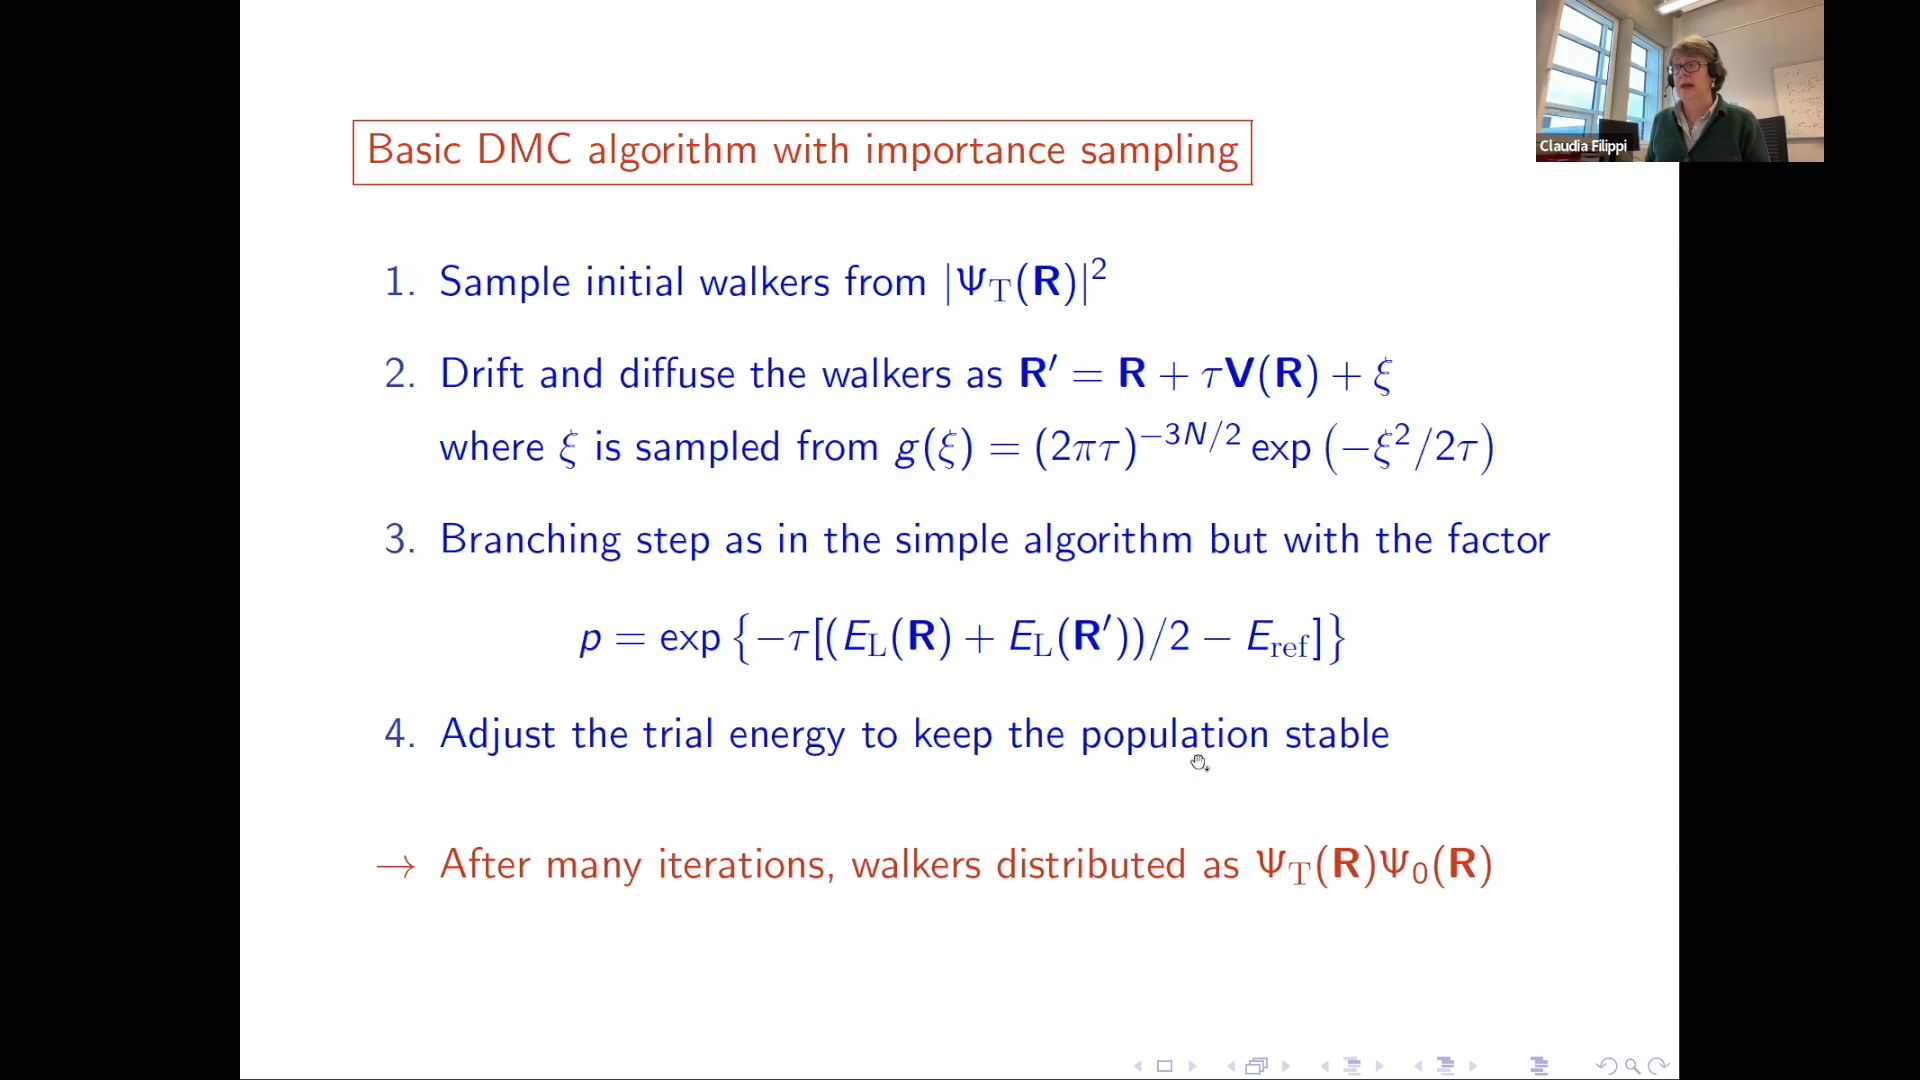 Basic DMC algorithm with importance sampling
Claudia Filippi
1. Sample initial walkers from |Ψ_T(R)|²
2. Drift and diffuse the walkers as R′ = R + τV(R) + ξ
where ξ is sampled from g(ξ) = (2πτ)^{−3N/2} exp (−ξ²/2τ)
3. Branching step as in the simple algorithm but with the factor
p = exp {−τ[(E_L(R) + E_L(R′))/2 − E_ref]}
4. Adjust the trial energy to keep the population stable
→ After many iterations, walkers distributed as Ψ_T(R)Ψ_0(R)